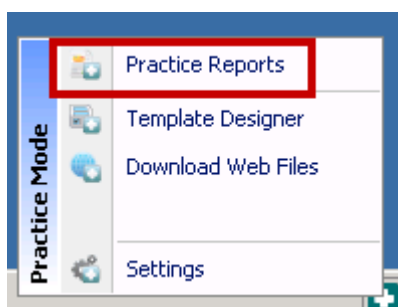 Practice Mode
Practice Reports
Template Designer
Download Web Files
Settings